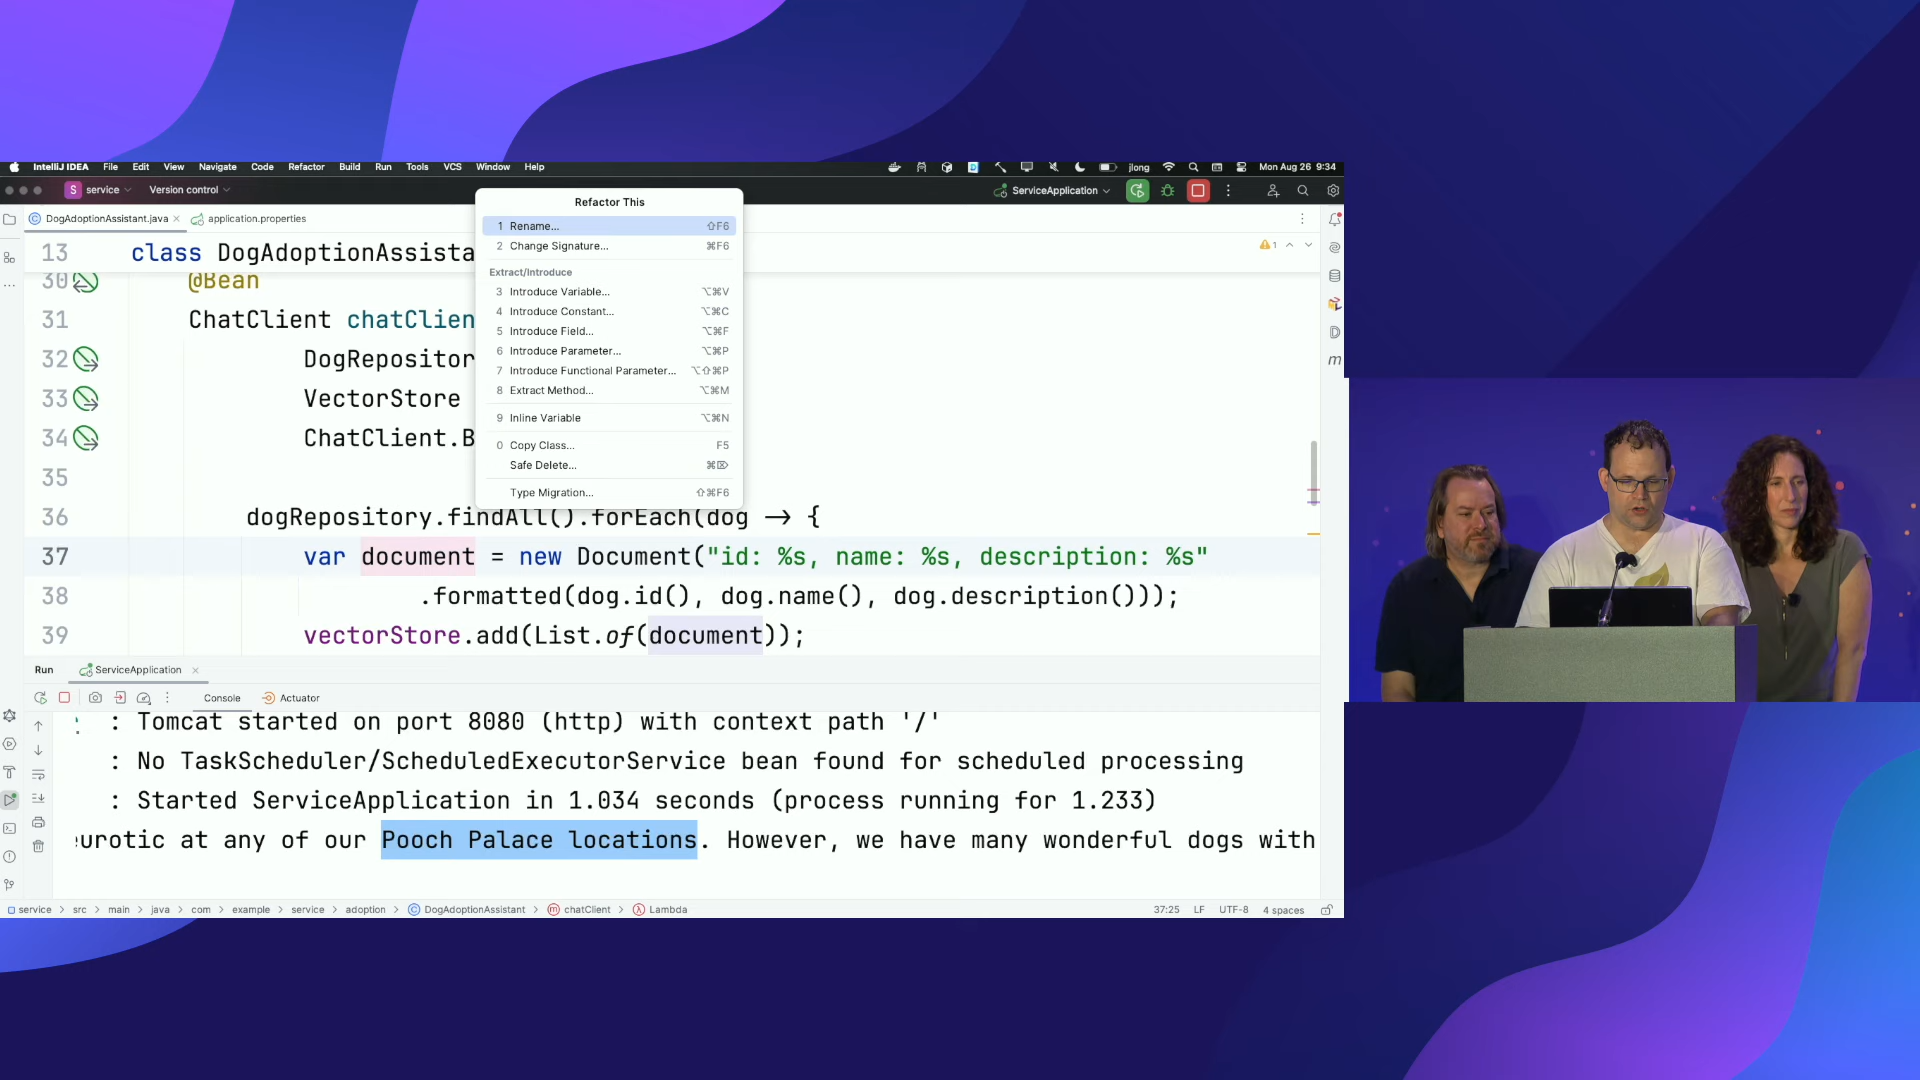 IntelliJ IDEA File Edit View Navigate Code Refactor Build Run Tools VCS Window Help jlong Mon Aug 26 9:34
S service Version control ServiceApplication
DogAdoptionAssistant.java application.properties
Refactor This
1 Rename... ⇧F6
2 Change Signature... ⌘F6
Extract/Introduce
3 Introduce Variable... ⌥⌘V
4 Introduce Constant... ⌥⌘C
5 Introduce Field... ⌥⌘F
6 Introduce Parameter... ⌥⌘P
7 Introduce Functional Parameter... ⌥⇧⌘P
8 Extract Method... ⌥⌘M
9 Inline Variable ⌥⌘N
0 Copy Class... F5
Safe Delete... ⌘⌦
Type Migration... ⇧⌘F6
1
13 class DogAdoptionAssista
30 @Bean
31 ChatClient chatClien
32 DogRepositor
33 VectorStore
34 ChatClient.B
35
36 dogRepository.findAll().forEach(dog → {
37 var document = new Document("id: %s, name: %s, description: %s"
38 .formatted(dog.id(), dog.name(), dog.description()));
39 vectorStore.add(List.of(document));
Run ServiceApplication
Console Actuator
: Tomcat started on port 8080 (http) with context path '/'
: No TaskScheduler/ScheduledExecutorService bean found for scheduled processing
: Started ServiceApplication in 1.034 seconds (process running for 1.233)
eurotic at any of our Pooch Palace locations. However, we have many wonderful dogs with
service > src > main > java > com > example > service > adoption > DogAdoptionAssistant > chatClient > Lambda 37:25 LF UTF-8 4 spaces